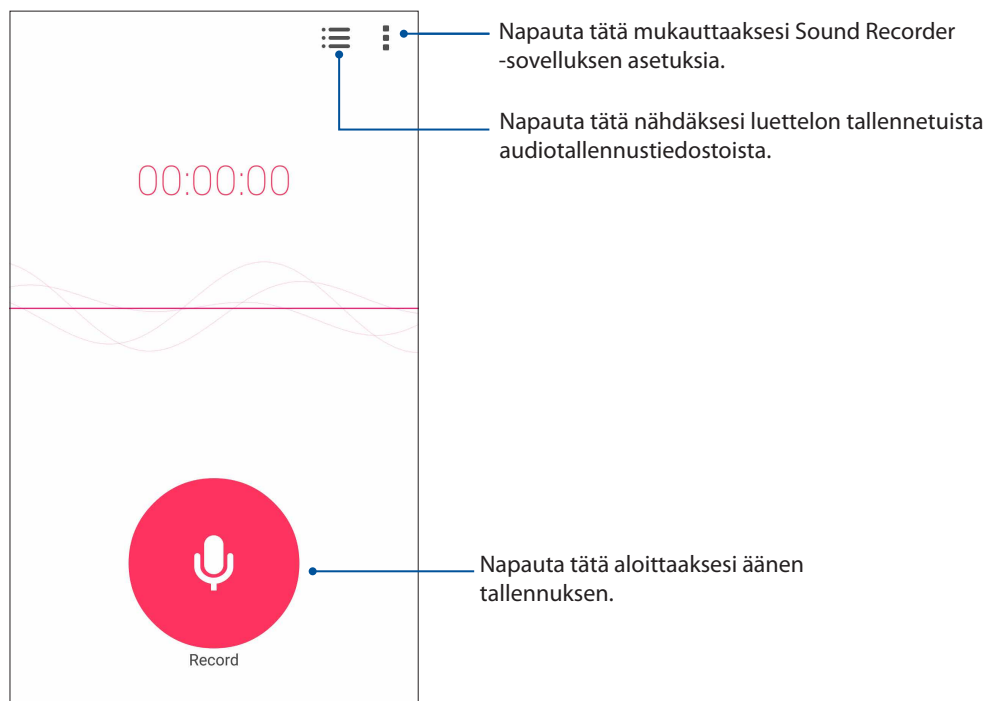 Napauta tätä mukauttaaksesi Sound Recorder
-sovelluksen asetuksia.
Napauta tätä nähdäksesi luettelon tallennetuista
audiotallennustiedostoista.
00:00:00
Napauta tätä aloittaaksesi äänen
tallennuksen.
Record